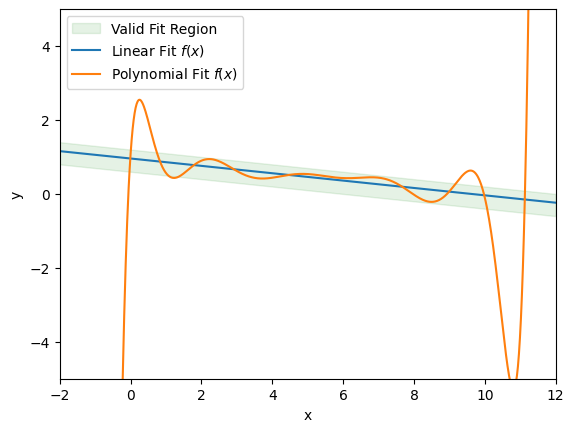 Valid Fit Region
Linear Fit f(x)
Polynomial Fit f(x)
4
2
0
−2
−4
y
−2 0 2 4 6 8 10 12
x